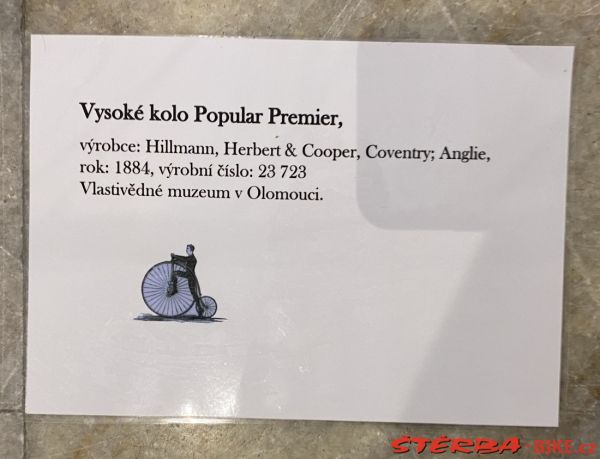 Vysoké kolo Popular Premier,
výrobce: Hillmann, Herbert & Cooper, Coventry; Anglie,
rok: 1884, výrobní číslo: 23 723
Vlastivědné muzeum v Olomouci.
ŠTĚRBA-BIKE.cz